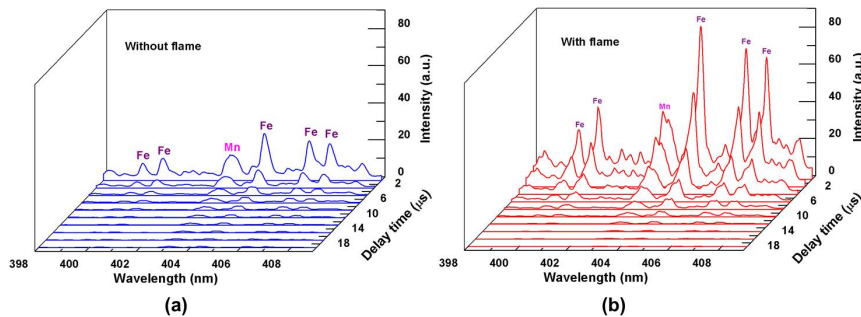 Without flame
Fe
Fe
Mn
Fe
Fe
Fe
80
60
40
20
0
Intensity (a.u.)
2
6
10
14
18
Delay time (μs)
398
400
402
404
406
408
Wavelength (nm)
(a)
With flame
Fe
Fe
Mn
Fe
Fe
Fe
80
60
40
20
0
Intensity (a.u.)
2
6
10
14
18
Delay time (μs)
398
400
402
404
406
408
Wavelength (nm)
(b)